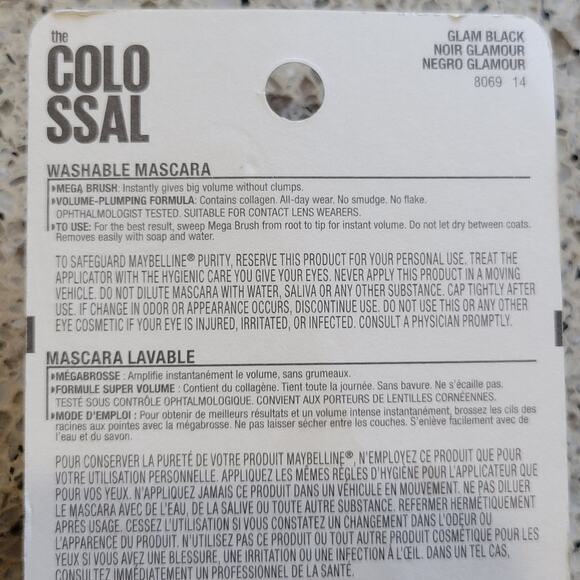 the
COLO
SSAL
GLAM BLACK
NOIR GLAMOUR
NEGRO GLAMOUR
8069 14
WASHABLE MASCARA
MEGA BRUSH: Instantly gives big volume without clumps.
VOLUME-PLUMPING FORMULA: Contains collagen. All-day wear. No smudge. No flake.
OPHTHALMOLOGIST TESTED. SUITABLE FOR CONTACT LENS WEARERS.
TO USE: For the best result, sweep Mega Brush from root to tip for instant volume. Do not let dry between coats.
Removes easily with soap and water.
TO SAFEGUARD MAYBELLINE® PURITY, RESERVE THIS PRODUCT FOR YOUR PERSONAL USE. TREAT THE
APPLICATOR WITH THE HYGIENIC CARE YOU GIVE YOUR EYES. NEVER APPLY THIS PRODUCT IN A MOVING
VEHICLE. DO NOT DILUTE MASCARA WITH WATER, SALIVA OR ANY OTHER SUBSTANCE. CAP TIGHTLY AFTER
USE. IF CHANGE IN ODOR OR APPEARANCE OCCURS, DISCONTINUE USE. DO NOT USE THIS OR ANY OTHER
EYE COSMETIC IF YOUR EYE IS INJURED, IRRITATED, OR INFECTED. CONSULT A PHYSICIAN PROMPTLY.
MASCARA LAVABLE
MÉGABROSSE : Amplifie instantanément le volume, sans grumeaux.
FORMULE SUPER VOLUME : Contient du collagène. Tient toute la journée. Sans bavure. Ne s'écaille pas.
TESTÉ SOUS CONTRÔLE OPHTALMOLOGIQUE. CONVIENT AUX PORTEURS DE LENTILLES CORNÉENNES.
MODE D'EMPLOI : Pour obtenir de meilleurs résultats et un volume intense instantanément, brossez les cils des
racines aux pointes avec la mégabrosse. Ne pas laisser sécher entre les couches. S'enlève facilement avec de
l'eau et du savon.
POUR CONSERVER LA PURETÉ DE VOTRE PRODUIT MAYBELLINE®, N'EMPLOYEZ CE PRODUIT QUE POUR
VOTRE UTILISATION PERSONNELLE. APPLIQUEZ LES MÊMES RÈGLES D'HYGIÈNE POUR L'APPLICATEUR QUE
POUR VOS YEUX. N'APPLIQUEZ JAMAIS CE PRODUIT DANS UN VÉHICULE EN MOUVEMENT. NE PAS DILUER
LE MASCARA AVEC DE L'EAU, DE LA SALIVE OU TOUTE AUTRE SUBSTANCE. REFERMER HERMÉTIQUEMENT
APRÈS USAGE. CESSEZ L'UTILISATION SI VOUS CONSTATEZ UN CHANGEMENT DANS L'ODEUR OU
L'APPARENCE DU PRODUIT. N'UTILISEZ PAS CE PRODUIT OU TOUT AUTRE PRODUIT COSMÉTIQUE POUR LES
YEUX SI VOUS AVEZ UNE BLESSURE, UNE IRRITATION OU UNE INFECTION À L'ŒIL. DANS UN TEL CAS,
CONSULTEZ IMMÉDIATEMENT UN PROFESSIONNEL DE LA SANTÉ.